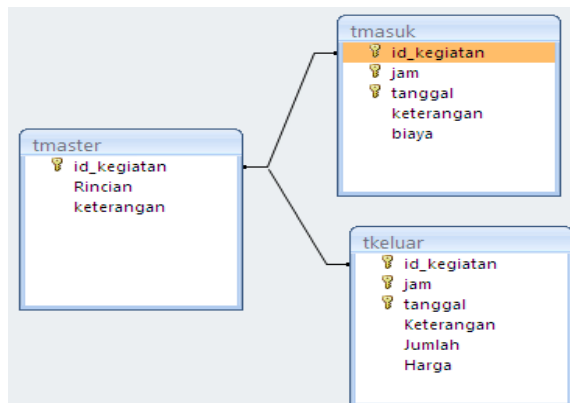 tmaster
id_kegiatan
Rincian
keterangan
tmasuk
id_kegiatan
jam
tanggal
keterangan
biaya
tkeluar
id_kegiatan
jam
tanggal
Keterangan
Jumlah
Harga